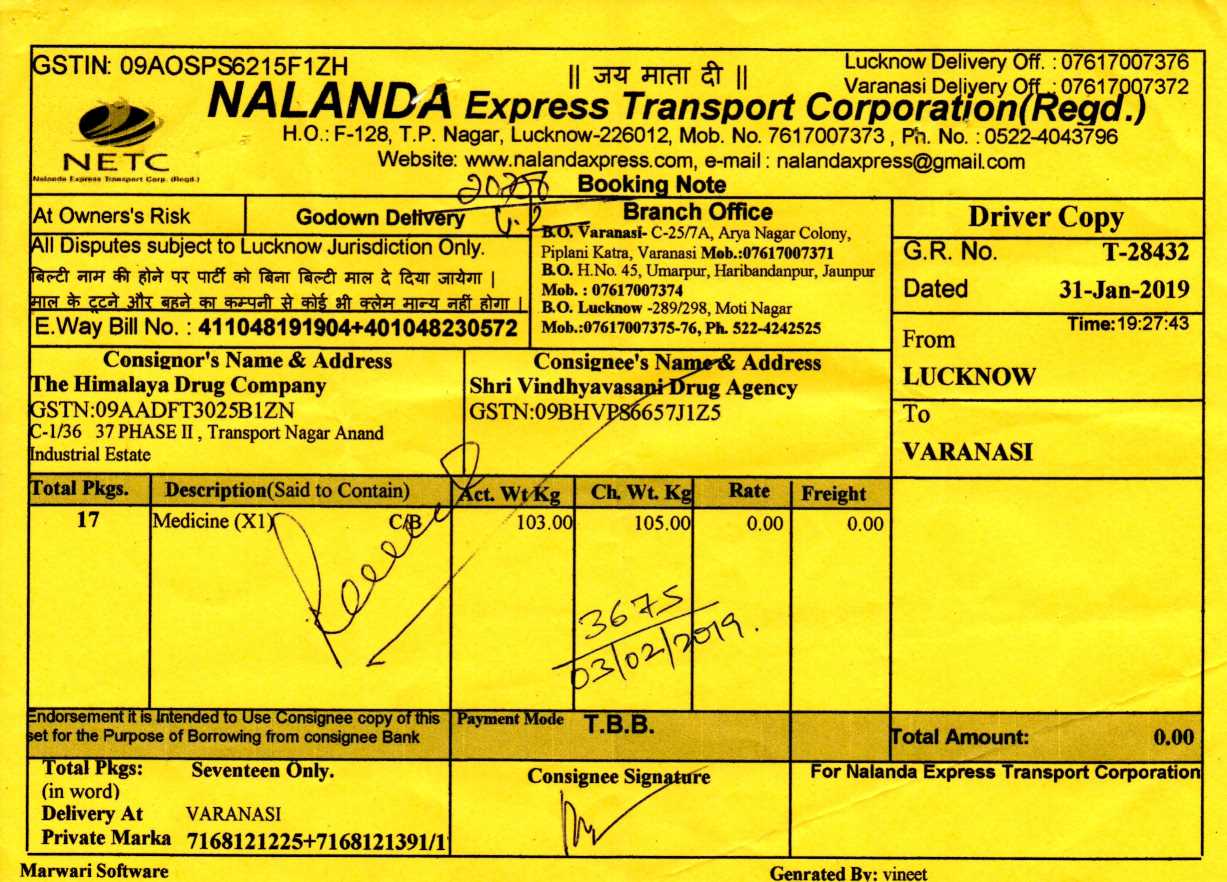 GSTIN: 09AOSPS6215F1ZH
|| जय माता दी ||
Lucknow Delivery Off. : 07617007376
Varanasi Delivery Off. : 07617007372
NALANDA Express Transport Corporation(Regd.)
H.O.: F-128, T.P. Nagar, Lucknow-226012, Mob. No. 7617007373 , Ph. No. : 0522-4043796
Website: www.nalandaxpress.com, e-mail : nalandaxpress@gmail.com
NETC
Nalanda Express Transport Corp. (Regd.)
Booking Note
At Owners's Risk
Godown Delivery
All Disputes subject to Lucknow Jurisdiction Only.
बिल्टी नाम की होने पर पार्टी को बिना बिल्टी माल दे दिया जायेगा |
माल के टूटने और बहने का कम्पनी से कोई भी क्लेम मान्य नहीं होगा |
E.Way Bill No. : 411048191904+401048230572
Branch Office
B.O. Varanasi- C-25/7A, Arya Nagar Colony,
Piplani Katra, Varanasi Mob.:07617007371
B.O. H.No. 45, Umarpur, Haribandanpur, Jaunpur
Mob. : 07617007374
B.O. Lucknow -289/298, Moti Nagar
Mob.:07617007375-76, Ph. 522-4242525
Driver Copy
G.R. No. T-28432
Dated 31-Jan-2019
Time:19:27:43
From
LUCKNOW
To
VARANASI
Consignor's Name & Address
The Himalaya Drug Company
GSTN:09AADFT3025B1ZN
C-1/36 37 PHASE II , Transport Nagar Anand
Industrial Estate
Consignee's Name & Address
Shri Vindhyavasani Drug Agency
GSTN:09BHVPS6657J1Z5
Total Pkgs. Description(Said to Contain) Act. Wt Kg Ch. Wt. Kg Rate Freight
17 Medicine (X1) C/B 103.00 105.00 0.00 0.00
3675
03/02/2019.
Endorsement it is Intended to Use Consignee copy of this
set for the Purpose of Borrowing from consignee Bank
Payment Mode T.B.B.
Total Amount: 0.00
Total Pkgs: Seventeen Only.
(in word)
Delivery At VARANASI
Private Marka 7168121225+7168121391/1
Consignee Signature
For Nalanda Express Transport Corporation
Marwari Software
Genrated By: vineet